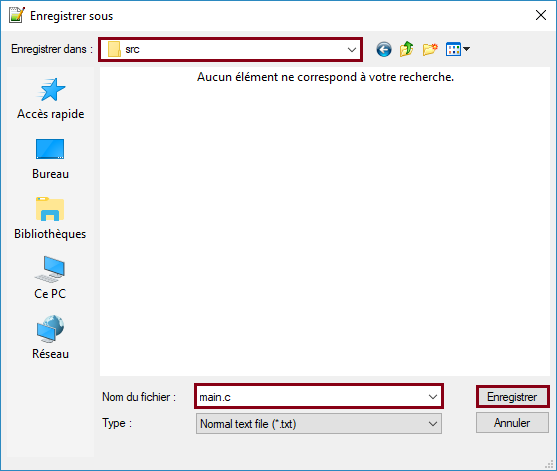 Enregistrer sous
Enregistrer dans : src
Aucun élément ne correspond à votre recherche.
Accès rapide
Bureau
Bibliothèques
Ce PC
Réseau
Nom du fichier : main.c Enregistrer
Type : Normal text file (*.txt) Annuler